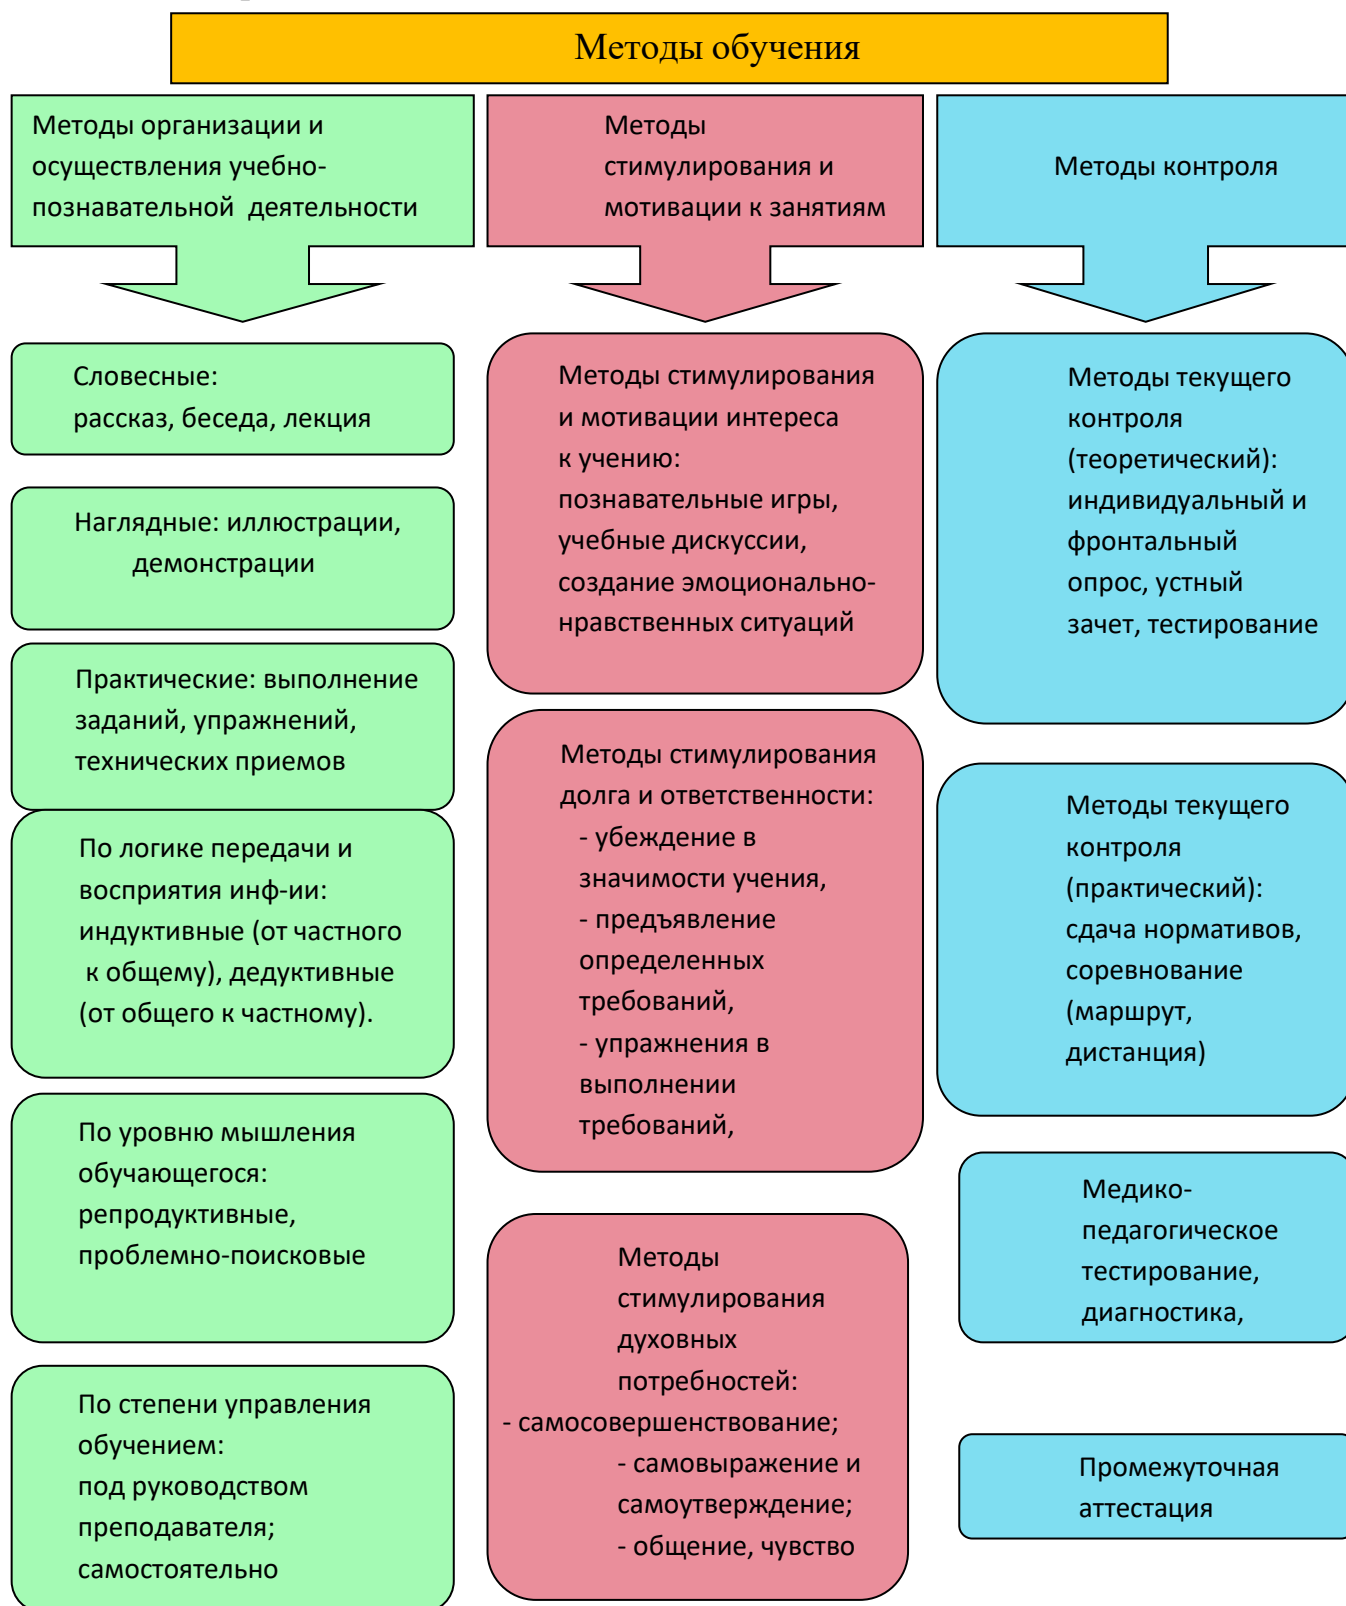 Методы обучения
Методы организации и
осуществления учебно-
познавательной деятельности
Словесные:
рассказ, беседа, лекция
Наглядные: иллюстрации,
демонстрации
Практические: выполнение
заданий, упражнений,
технических приемов
По логике передачи и
восприятия инф-ии:
индуктивные (от частного
к общему), дедуктивные
(от общего к частному).
По уровню мышления
обучающегося:
репродуктивные,
проблемно-поисковые
По степени управления
обучением:
под руководством
преподавателя;
самостоятельно
Методы
стимулирования и
мотивации к занятиям
Методы стимулирования
и мотивации интереса
к учению:
познавательные игры,
учебные дискуссии,
создание эмоционально-
нравственных ситуаций
Методы стимулирования
долга и ответственности:
- убеждение в
значимости учения,
- предъявление
определенных
требований,
- упражнения в
выполнении
требований,
Методы
стимулирования
духовных
потребностей:
- самосовершенствование;
- самовыражение и
самоутверждение;
- общение, чувство
Методы контроля
Методы текущего
контроля
(теоретический):
индивидуальный и
фронтальный
опрос, устный
зачет, тестирование
Методы текущего
контроля
(практический):
сдача нормативов,
соревнование
(маршрут,
дистанция)
Медико-
педагогическое
тестирование,
диагностика,
Промежуточная
аттестация